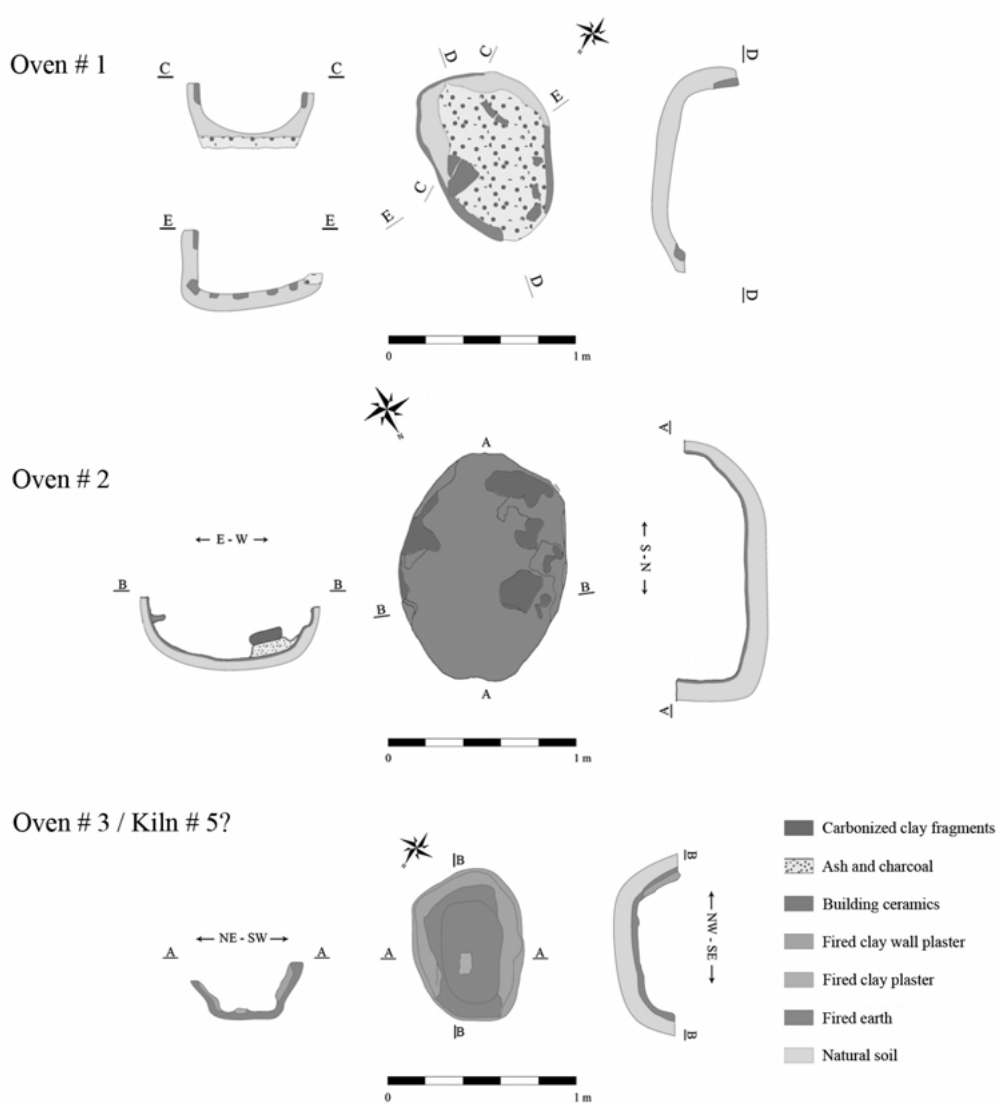 Oven # 1
C C
D C
E
C
E
D
D
D
E E
0 1 m
Oven # 2
N
A
A
A
← E - W →
← S - N →
B B
B B
A
A
0 1 m
Oven # 3 / Kiln # 5?
B
B
← NE - SW →
← NW - SE →
A A
A A
B
B
0 1 m
Carbonized clay fragments
Ash and charcoal
Building ceramics
Fired clay wall plaster
Fired clay plaster
Fired earth
Natural soil